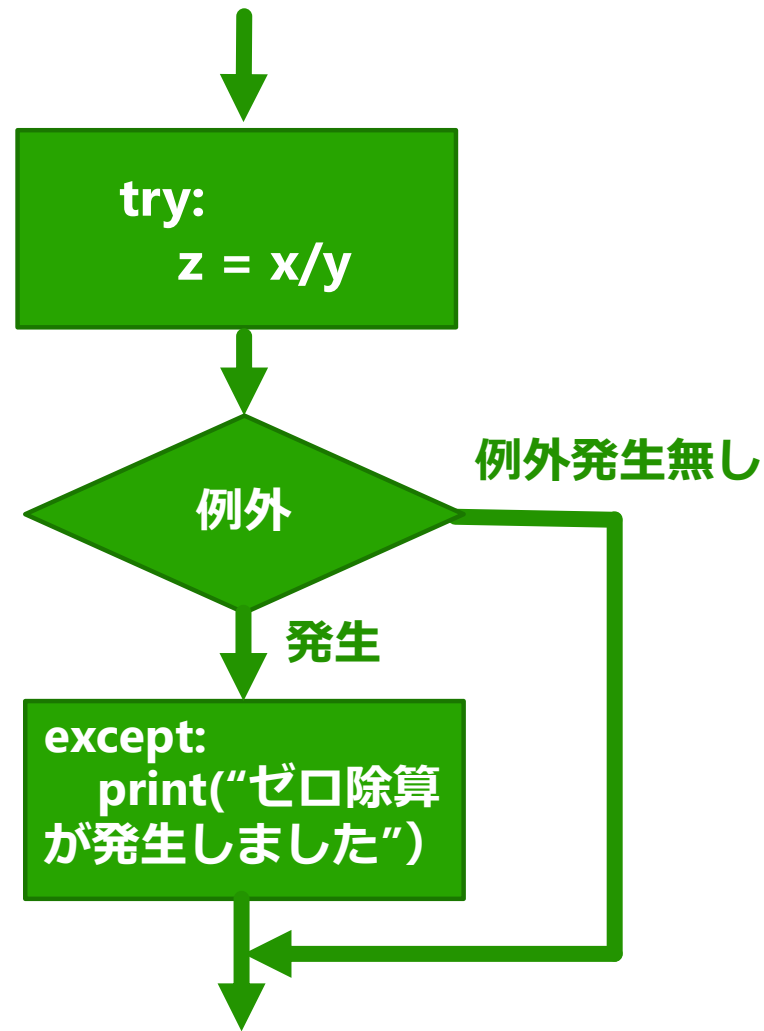 try:
z = x/y
例外
例外発生無し
発生
except:
print(“ゼロ除算
が発生しました”）